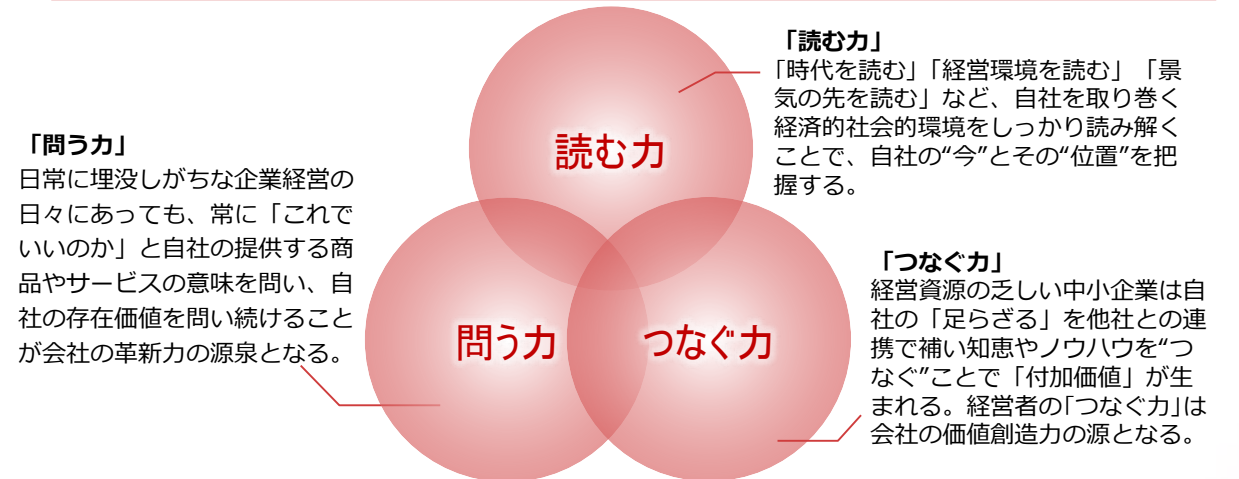 「読む力」
「時代を読む」「経営環境を読む」「景
気の先を読む」など、自社を取り巻く
経済的社会的環境をしっかり読み解く
ことで、自社の“今”とその“位置”を把
握する。
「問う力」
日常に埋没しがちな企業経営の
日々にあっても、常に「これで
いいのか」と自社の提供する商
品やサービスの意味を問い、自
社の存在価値を問い続けること
が会社の革新力の源泉となる。
読む力
問う力
つなぐ力
「つなぐ力」
経営資源の乏しい中小企業は自
社の「足らざる」を他社との連
携で補い知恵やノウハウを“つ
なぐ”ことで「付加価値」が生
まれる。経営者の「つなぐ力」は
会社の価値創造力の源となる。